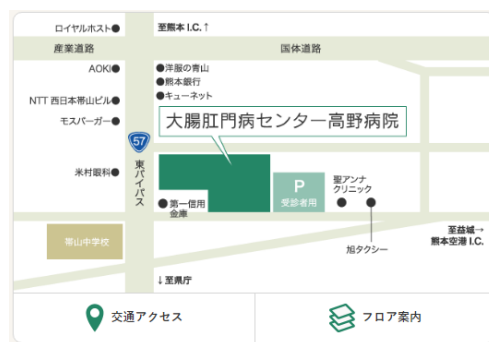 ロイヤルホスト
至熊本I.C.↑
産業道路
国体道路
AOKI
洋服の青山
熊本銀行
キューネット
NTT 西日本帯山ビル
モスバーガー
大腸肛門病センター高野病院
57
東バイパス
米村眼科
第一信用
金庫
P
受診者用
聖アンナ
クリニック
旭タクシー
至益城→
熊本空港 I.C.
帯山中学校
↓至県庁
交通アクセス
フロア案内